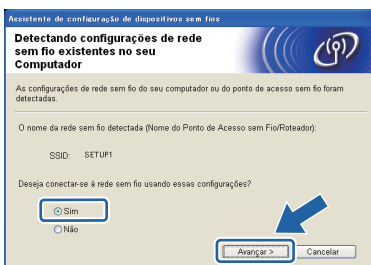 Assistente de configuração de dispositivos sem fios
Detectando configurações de rede
sem fio existentes no seu
Computador
As configurações de rede sem fio do seu computador ou do ponto de acesso sem fio foram
detectadas.
O nome da rede sem fio detectada (Nome do Ponto de Acesso sem Fio/Roteador):
SSID: SETUP1
Deseja conectar-se à rede sem fio usando essas configurações?
Sim
Não
Avançar > Cancelar